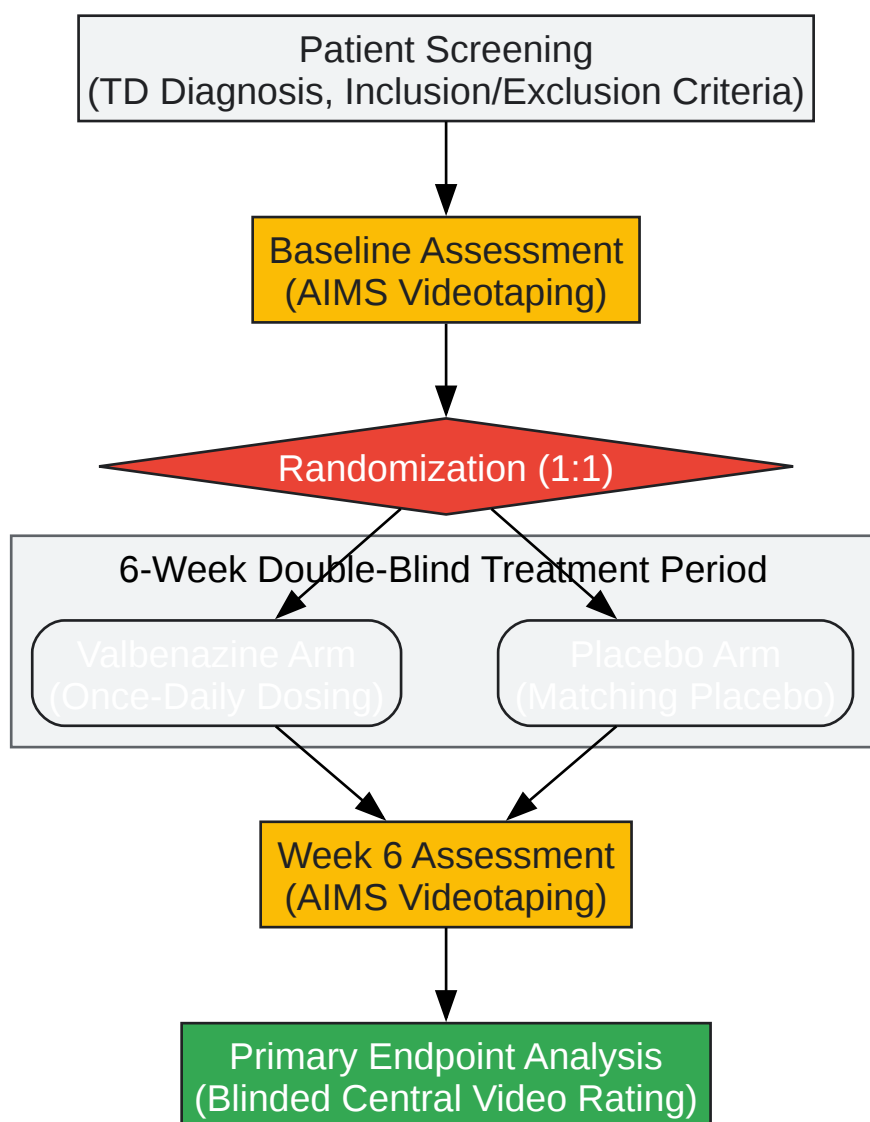 Patient Screening
(TD Diagnosis, Inclusion/Exclusion Criteria)
Baseline Assessment
(AIMS Videotaping)
Randomization (1:1)
6-Week Double-Blind Treatment Period
Valbenazine Arm
(Once-Daily Dosing)
Placebo Arm
(Matching Placebo)
Week 6 Assessment
(AIMS Videotaping)
Primary Endpoint Analysis
(Blinded Central Video Rating)